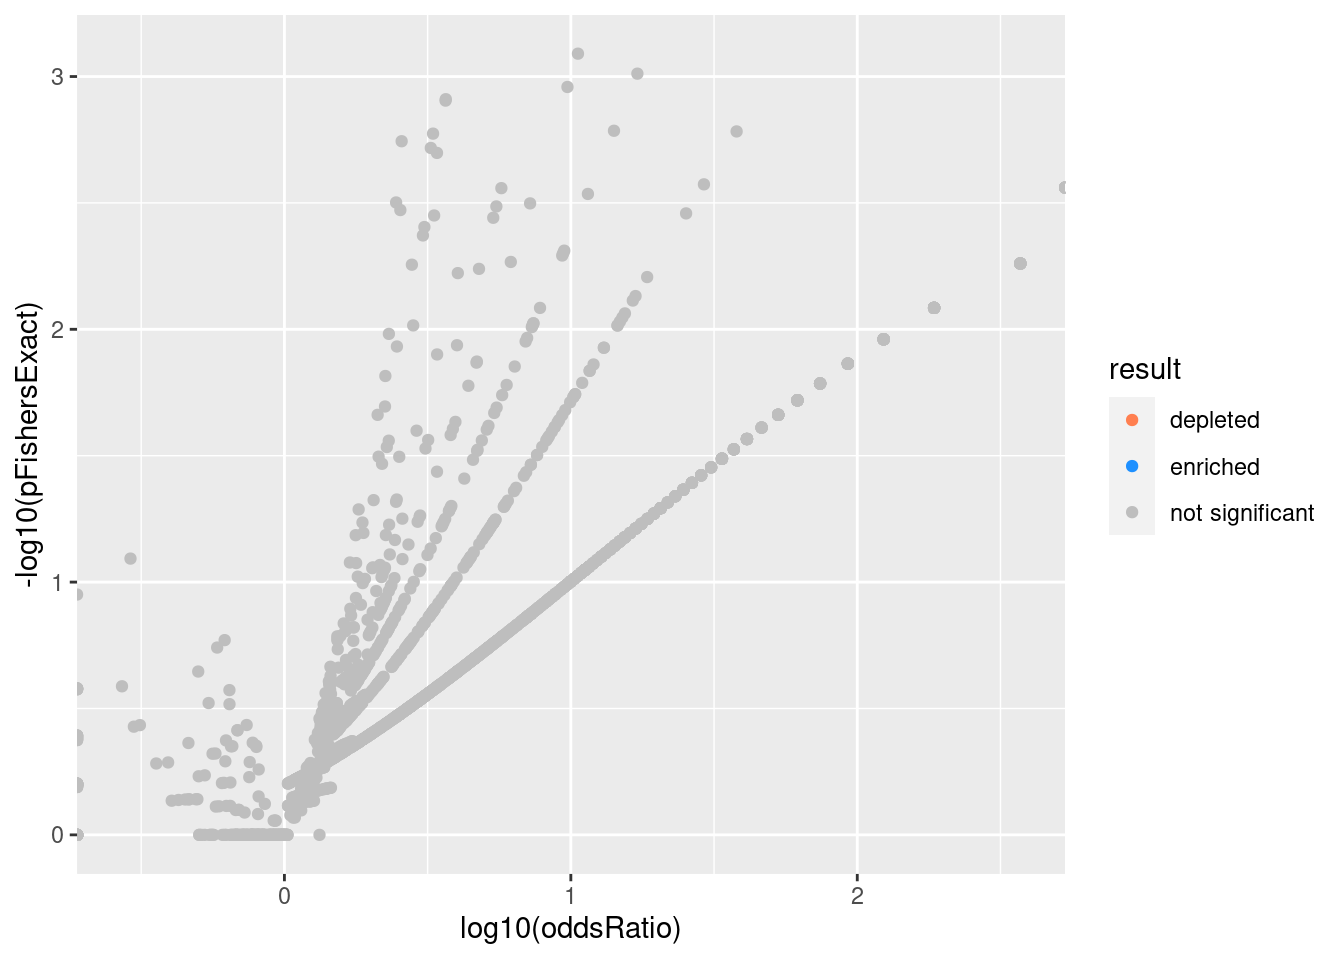 3
2
1
0
-log10(pFishersExact)
0
1
2
log10(oddsRatio)
result
depleted
enriched
not significant